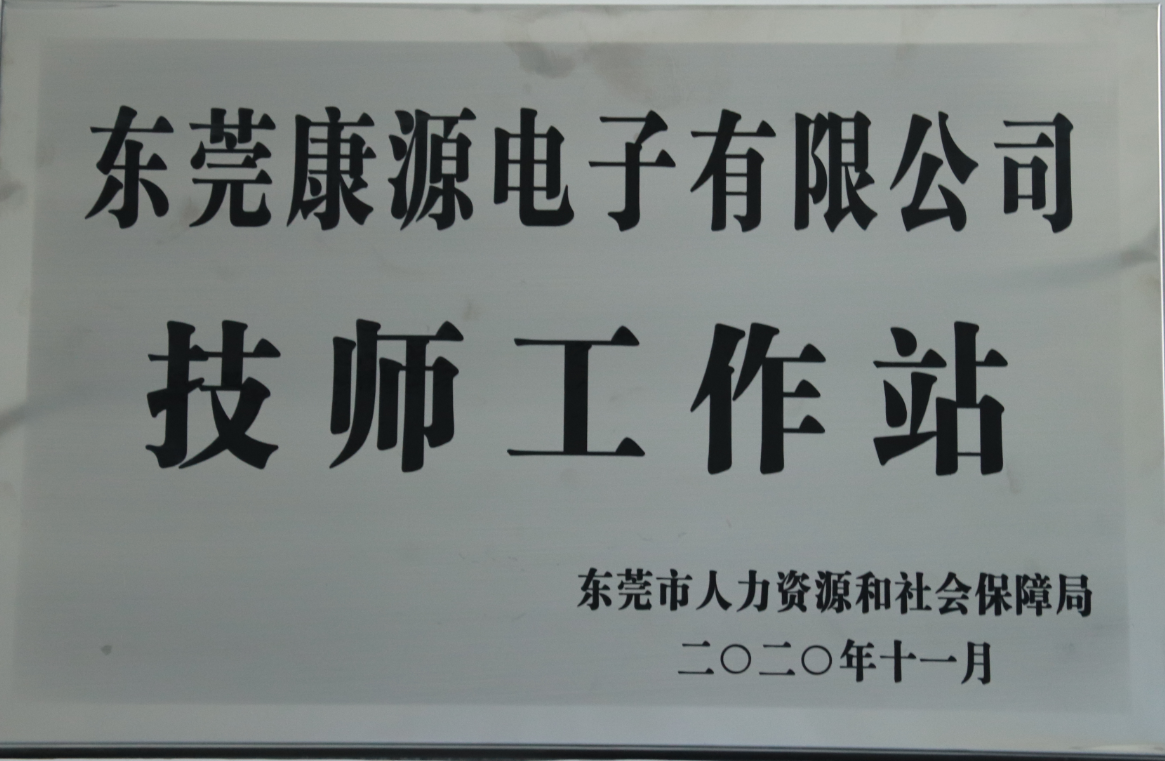 东莞康源电子有限公司
技师工作站
东莞市人力资源和社会保障局
二〇二〇年十一月